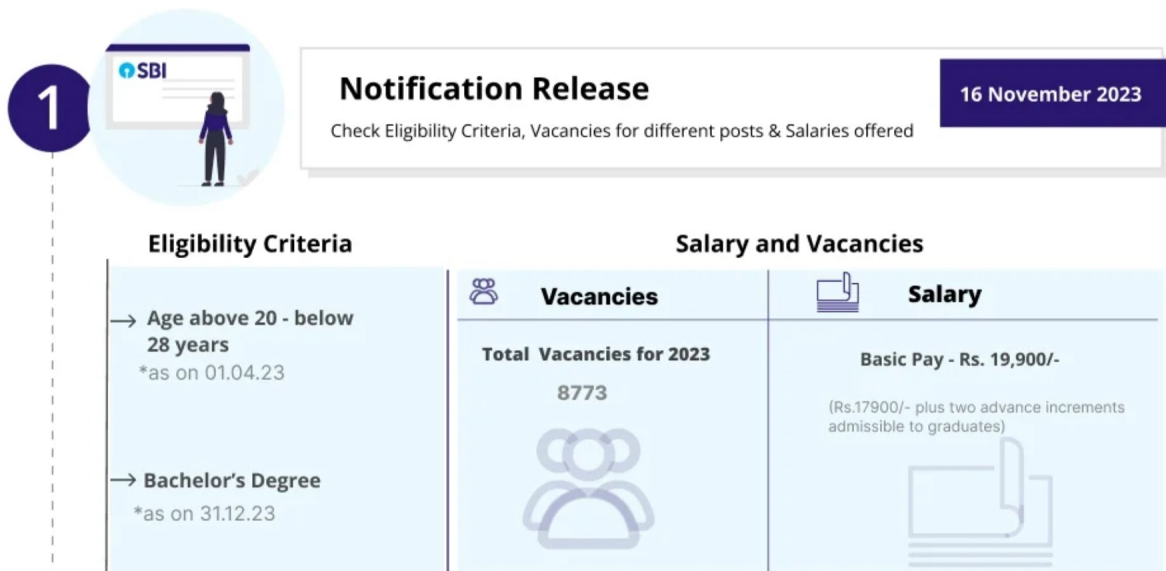 1
SBI
Notification Release
16 November 2023
Check Eligibility Criteria, Vacancies for different posts & Salaries offered
Eligibility Criteria
Salary and Vacancies
Age above 20 - below
28 years
*as on 01.04.23
Bachelor's Degree
*as on 31.12.23
Vacancies
Total Vacancies for 2023
8773
Salary
Basic Pay - Rs. 19,900/-
(Rs.17900/- plus two advance increments
admissible to graduates)